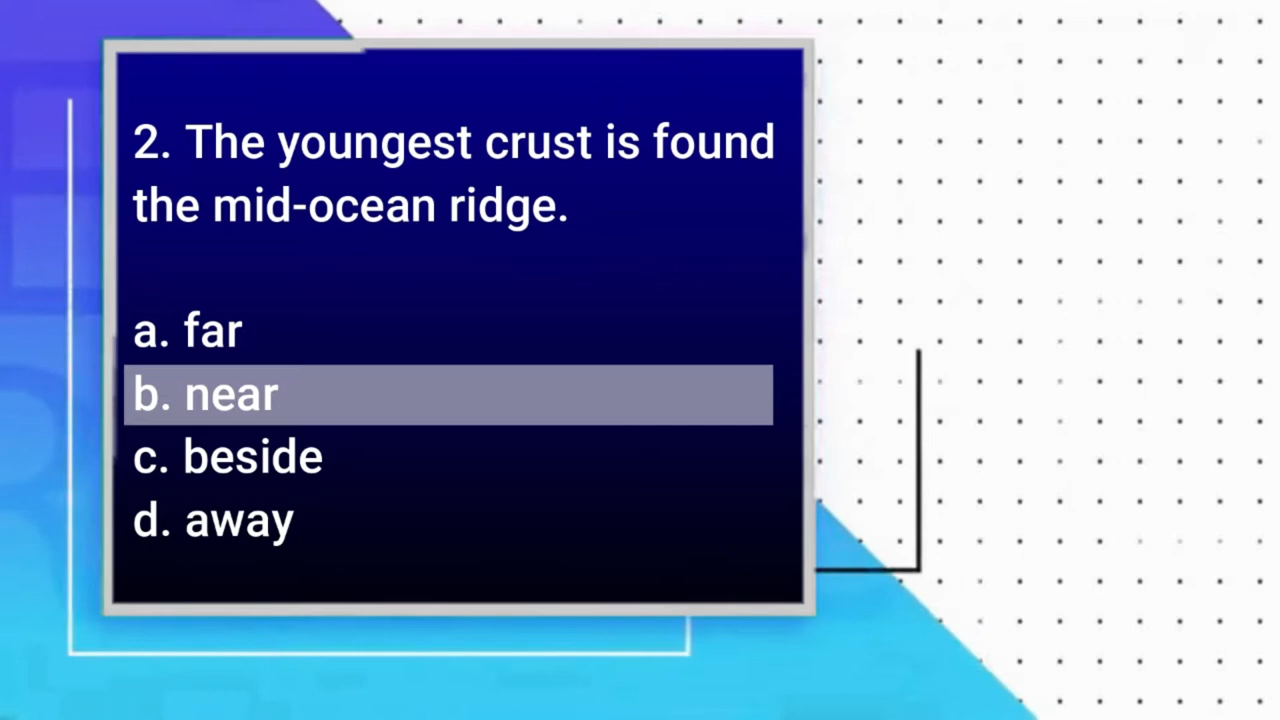 2. The youngest crust is found
the mid-ocean ridge.
a. far
b. near
c. beside
d. away